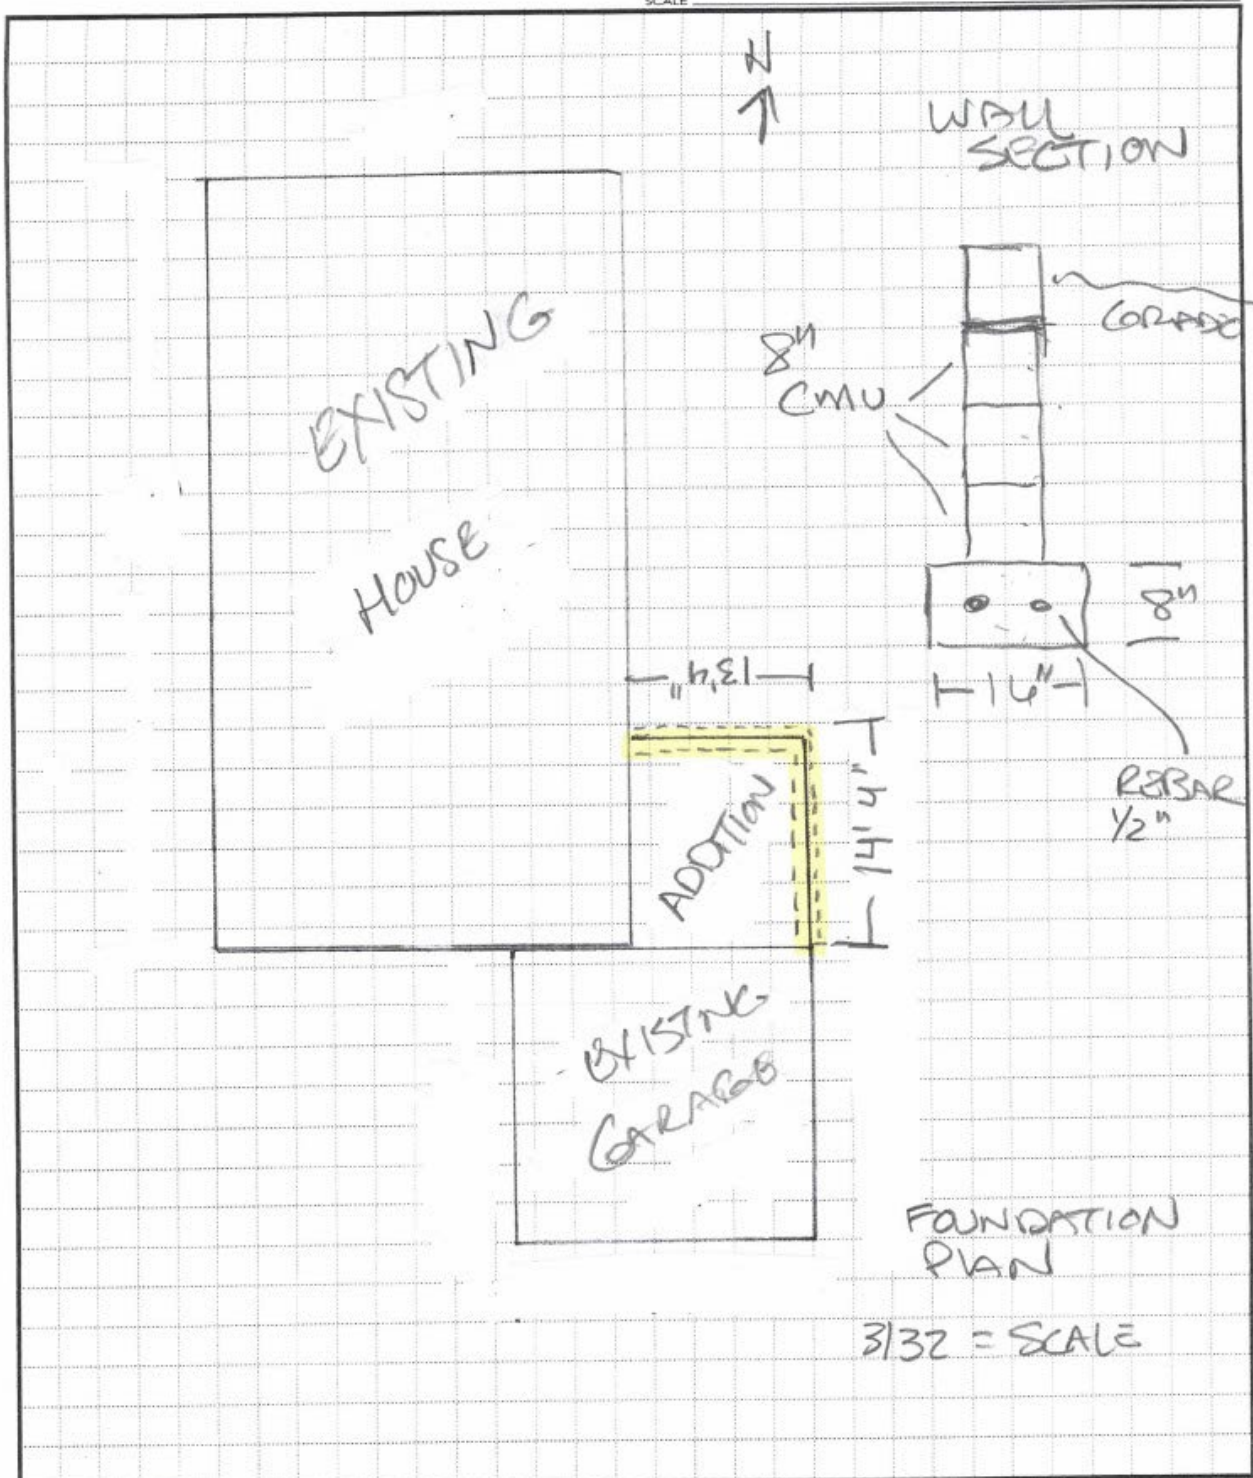 SCALE
N
WALL
SECTION
GRADE
8"
CMU
8"
16"
REBAR
1/2"
EXISTING
HOUSE
13'4"
14'4"
ADDITION
EXISTING
GARAGE
FOUNDATION
PLAN
3/32 = SCALE